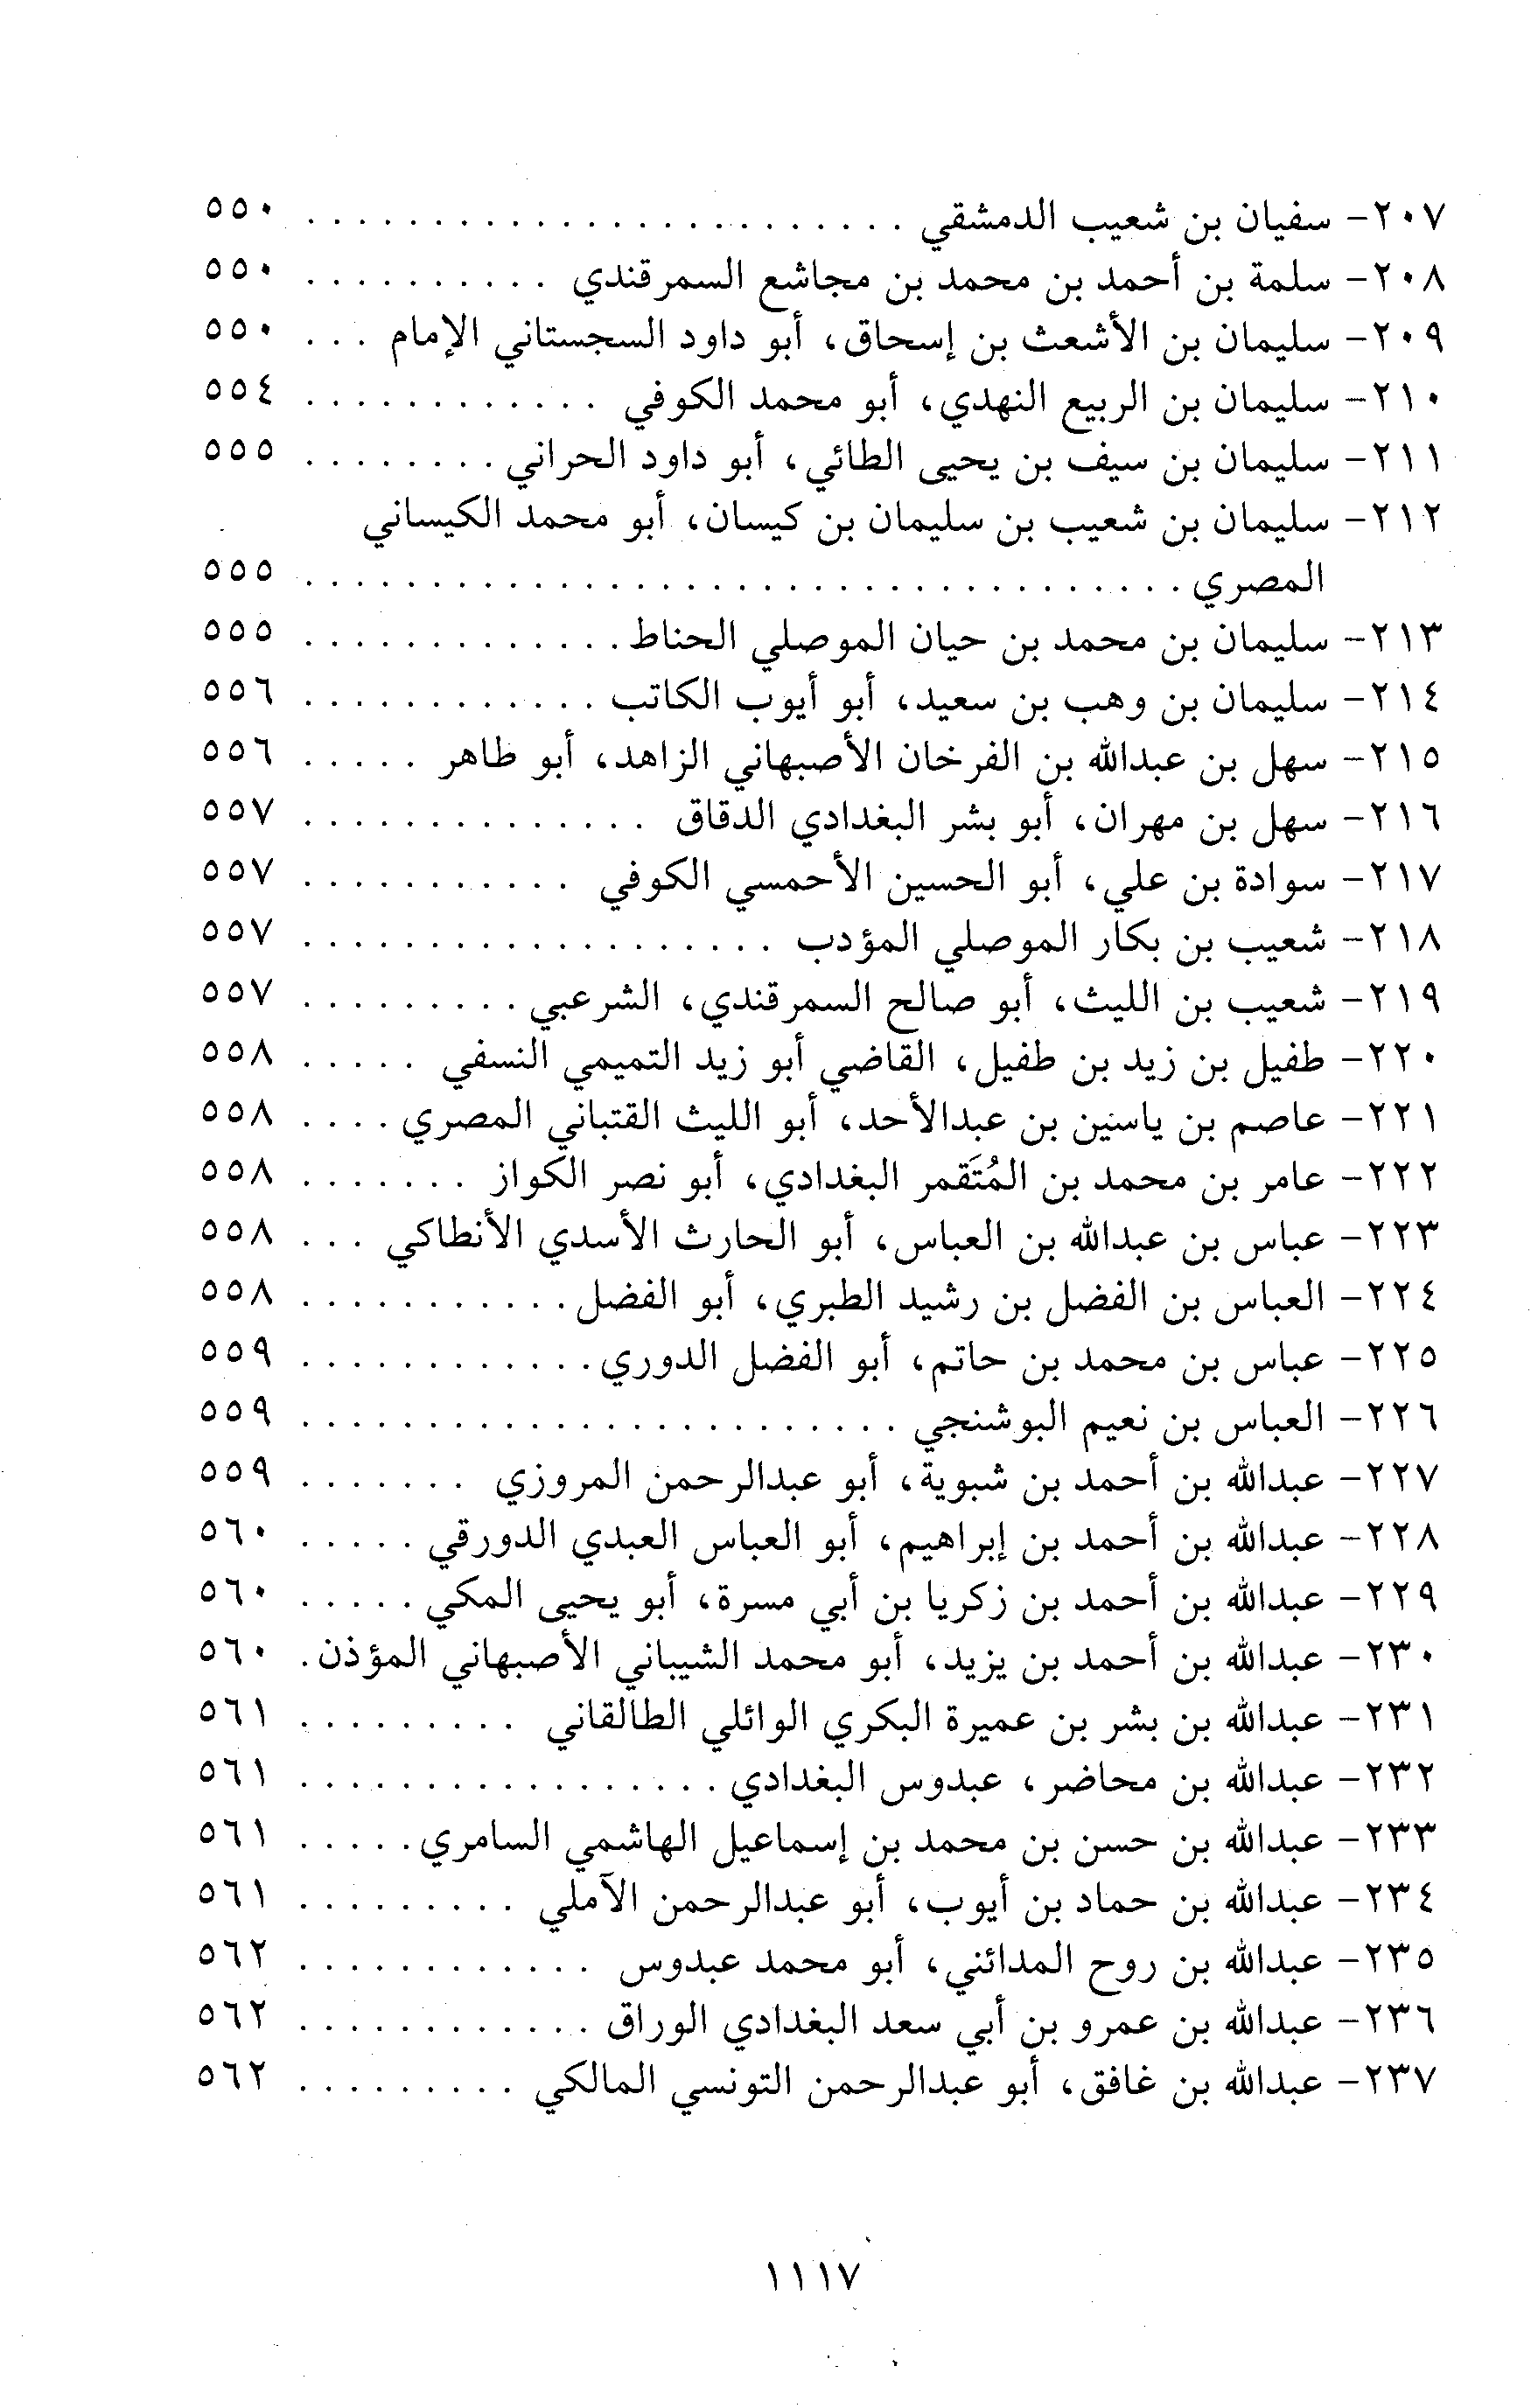 ٢٠٧- سفيان بن شعيب الدمشقي . . . . . . . . . . . . . . . . . . . . . . . . ٥٥٠
٢٠٨- سلمة بن أحمد بن محمد بن مجاشع السمرقندي . . . . . . . . . . ٥٥٠
٢٠٩- سليمان بن الأشعث بن إسحاق، أبو داود السجستاني الإمام . . . ٥٥٠
٢١٠- سليمان بن الربيع النهدي، أبو محمد الكوفي . . . . . . . . . . . . ٥٥٤
٢١١- سليمان بن سيف بن يحيى الطائي، أبو داود الحراني . . . . . . . . ٥٥٥
٢١٢- سليمان بن شعيب بن سليمان بن كيسان، أبو محمد الكيساني
المصري . . . . . . . . . . . . . . . . . . . . . . . . . . . . . . . . . . . ٥٥٥
٢١٣- سليمان بن محمد بن حيان الموصلي الحناط . . . . . . . . . . . . . ٥٥٥
٢١٤- سليمان بن وهب بن سعيد، أبو أيوب الكاتب . . . . . . . . . . . . ٥٥٦
٢١٥- سهل بن عبدالله بن الفرخان الأصبهاني الزاهد، أبو طاهر . . . . . ٥٥٦
٢١٦- سهل بن مهران، أبو بشر البغدادي الدقاق . . . . . . . . . . . . . . ٥٥٧
٢١٧- سوادة بن علي، أبو الحسين الأحمسي الكوفي . . . . . . . . . . . ٥٥٧
٢١٨- شعيب بن بكار الموصلي المؤدب . . . . . . . . . . . . . . . . . . . ٥٥٧
٢١٩- شعيب بن الليث، أبو صالح السمرقندي، الشرعبي . . . . . . . . . ٥٥٧
٢٢٠- طفيل بن زيد بن طفيل، القاضي أبو زيد التميمي النسفي . . . . . ٥٥٨
٢٢١- عاصم بن ياسين بن عبدالأحد، أبو الليث القتباني المصري . . . . ٥٥٨
٢٢٢- عامر بن محمد بن المُتَقمر البغدادي، أبو نصر الكواز . . . . . . . ٥٥٨
٢٢٣- عباس بن عبدالله بن العباس، أبو الحارث الأسدي الأنطاكي . . . ٥٥٨
٢٢٤- العباس بن الفضل بن رشيد الطبري، أبو الفضل . . . . . . . . . . . ٥٥٨
٢٢٥- عباس بن محمد بن حاتم، أبو الفضل الدوري . . . . . . . . . . . . ٥٥٩
٢٢٦- العباس بن نعيم البوشنجي . . . . . . . . . . . . . . . . . . . . . . . . ٥٥٩
٢٢٧- عبدالله بن أحمد بن شبوية، أبو عبدالرحمن المروزي . . . . . . . ٥٥٩
٢٢٨- عبدالله بن أحمد بن إبراهيم، أبو العباس العبدي الدورقي . . . . . ٥٦٠
٢٢٩- عبدالله بن أحمد بن زكريا بن أبي مسرة، أبو يحيى المكي . . . . . ٥٦٠
٢٣٠- عبدالله بن أحمد بن يزيد، أبو محمد الشيباني الأصبهاني المؤذن . ٥٦٠
٢٣١- عبدالله بن بشر بن عميرة البكري الوائلي الطالقاني . . . . . . . . . ٥٦١
٢٣٢- عبدالله بن محاضر، عبدوس البغدادي . . . . . . . . . . . . . . . . . ٥٦١
٢٣٣- عبدالله بن حسن بن محمد بن إسماعيل الهاشمي السامري . . . . . ٥٦١
٢٣٤- عبدالله بن حماد بن أيوب، أبو عبدالرحمن الآملي . . . . . . . . . ٥٦١
٢٣٥- عبدالله بن روح المدائني، أبو محمد عبدوس . . . . . . . . . . . . ٥٦٢
٢٣٦- عبدالله بن عمرو بن أبي سعد البغدادي الوراق . . . . . . . . . . . . ٥٦٢
٢٣٧- عبدالله بن غافق، أبو عبدالرحمن التونسي المالكي . . . . . . . . . ٥٦٢
١١١٧